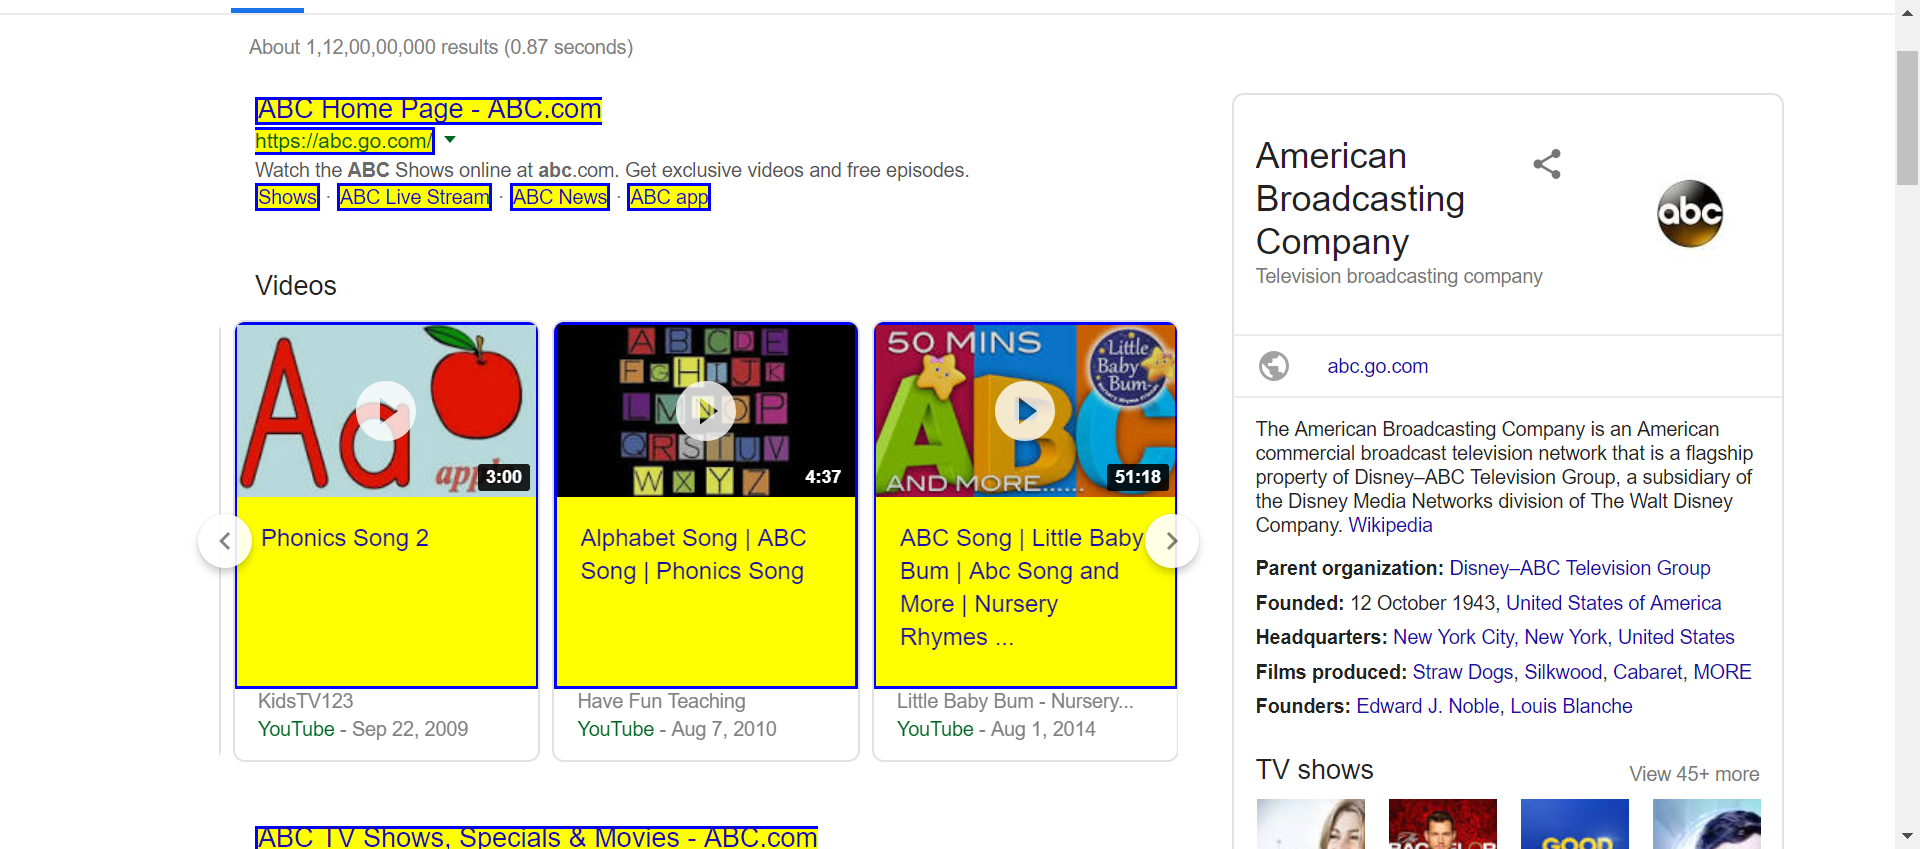 About 1,12,00,00,000 results (0.87 seconds)
ABC Home Page - ABC.com
https://abc.go.com/
Watch the ABC Shows online at abc.com. Get exclusive videos and free episodes.
Shows · ABC Live Stream · ABC News · ABC app
Videos
Aa
apple
3:00
Phonics Song 2
KidsTV123
YouTube - Sep 22, 2009
A B C D E
F G H I J K
L M N O P
Q R S T U V
W X Y Z
4:37
Alphabet Song | ABC
Song | Phonics Song
Have Fun Teaching
YouTube - Aug 7, 2010
50 MINS
Little
Baby
Bum
ABC
AND MORE......
51:18
ABC Song | Little Baby
Bum | Abc Song and
More | Nursery
Rhymes ...
Little Baby Bum - Nursery...
YouTube - Aug 1, 2014
ABC TV Shows, Specials & Movies - ABC.com
American
Broadcasting
Company
Television broadcasting company
abc
abc.go.com
The American Broadcasting Company is an American
commercial broadcast television network that is a flagship
property of Disney–ABC Television Group, a subsidiary of
the Disney Media Networks division of The Walt Disney
Company. Wikipedia
Parent organization: Disney–ABC Television Group
Founded: 12 October 1943, United States of America
Headquarters: New York City, New York, United States
Films produced: Straw Dogs, Silkwood, Cabaret, MORE
Founders: Edward J. Noble, Louis Blanche
TV shows
View 45+ more
GOOD